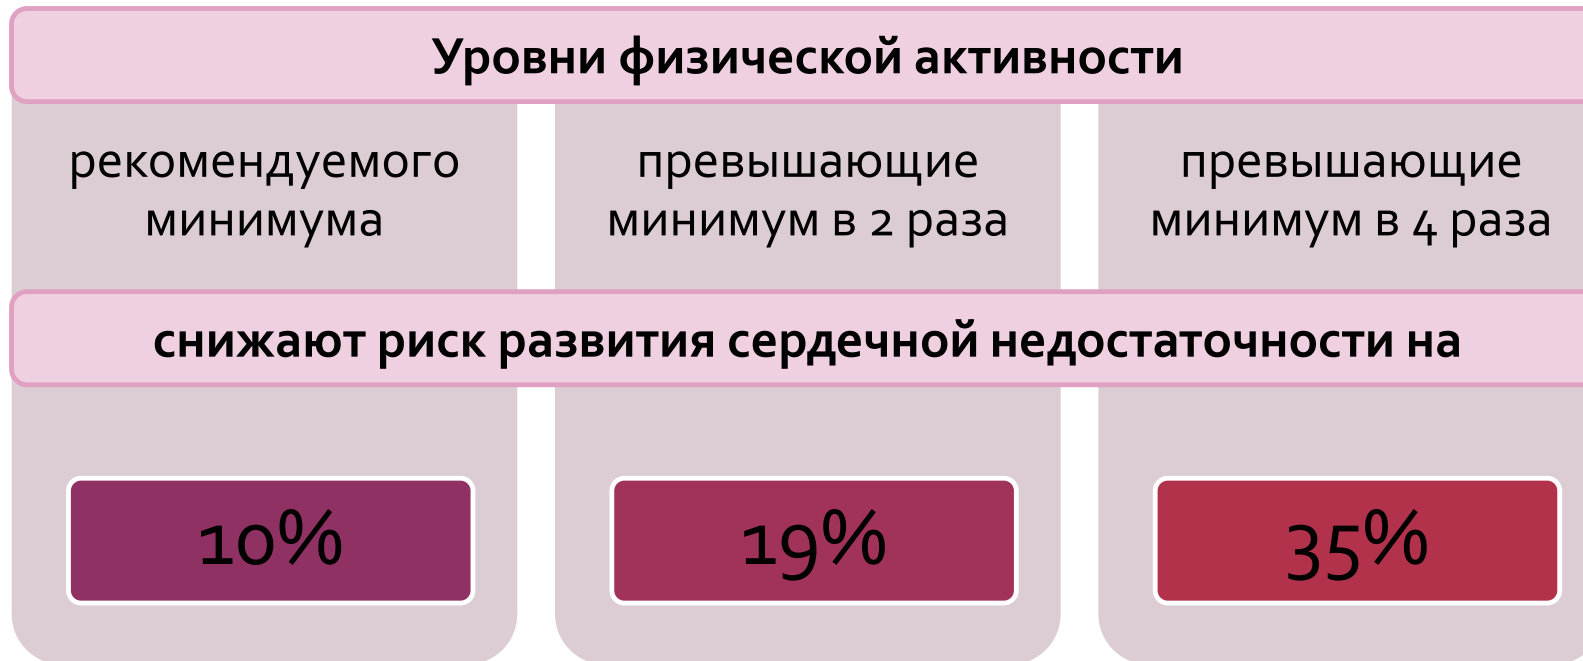 Уровни физической активности
рекомендуемого
минимума
превышающие
минимум в 2 раза
превышающие
минимум в 4 раза
снижают риск развития сердечной недостаточности на
10%
19%
35%